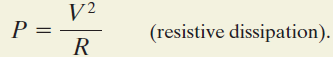 P = V²/R (resistive dissipation).